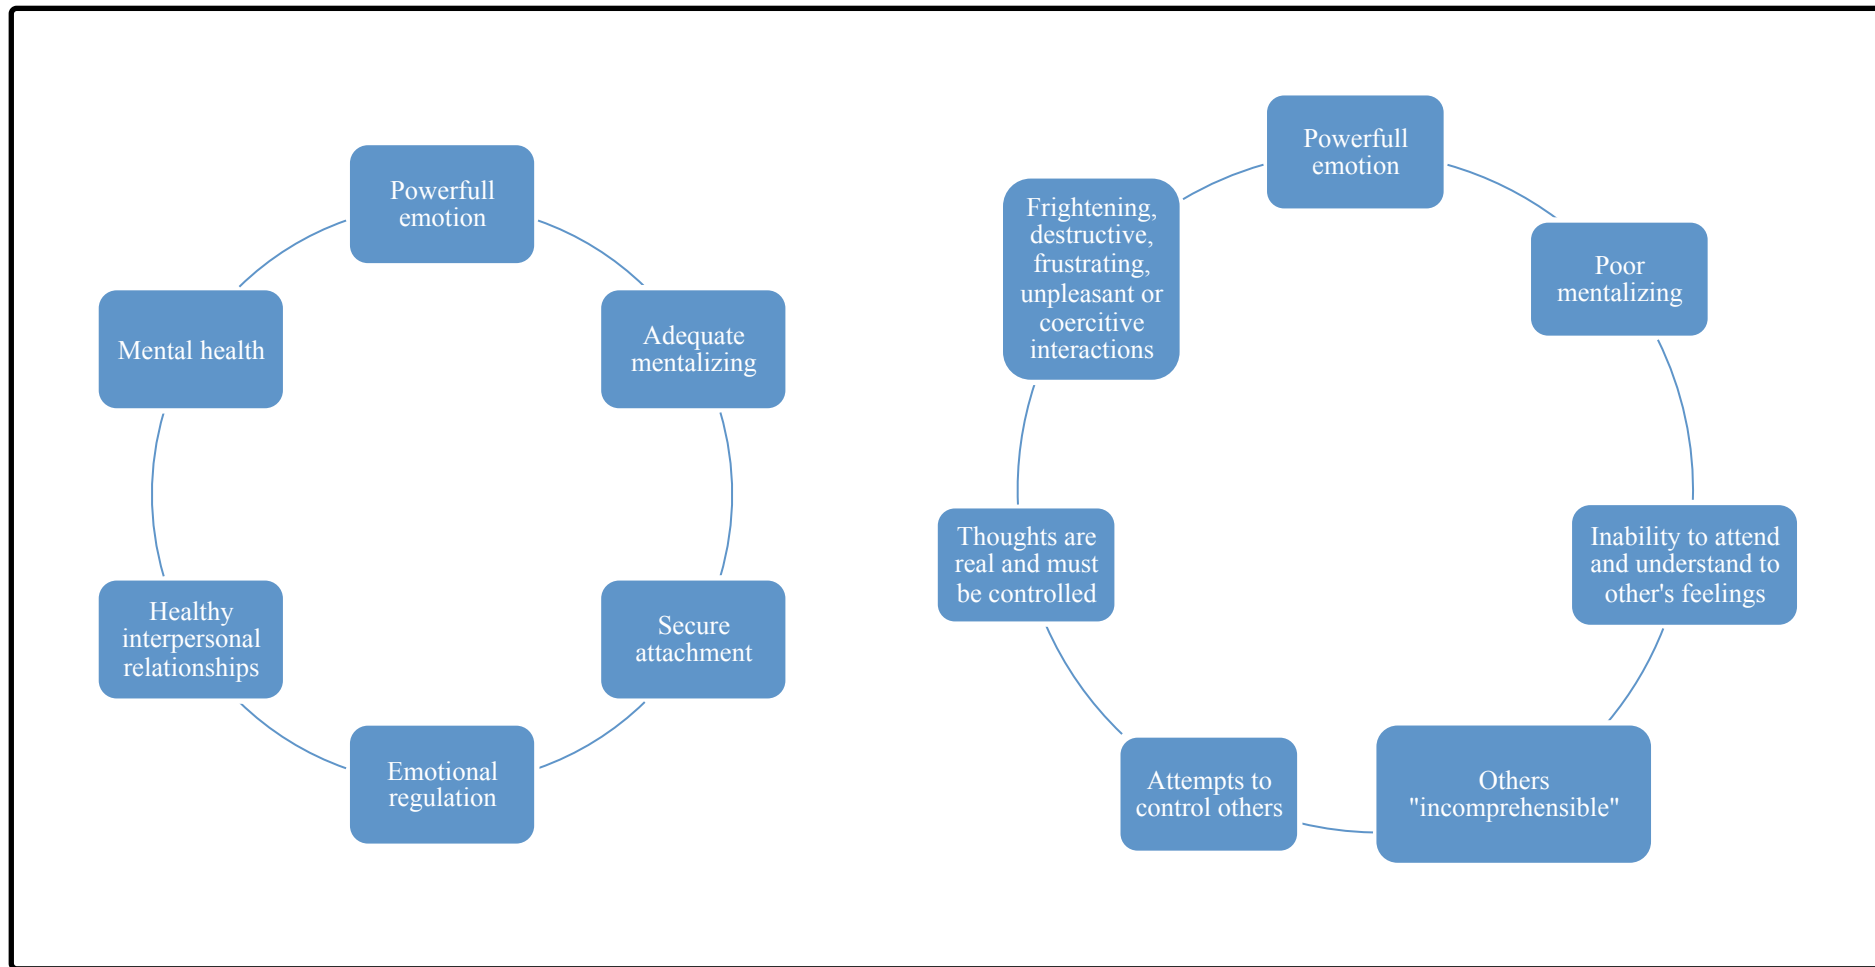 Powerfull
emotion
Adequate
mentalizing
Secure
attachment
Emotional
regulation
Healthy
interpersonal
relationships
Mental health
Powerfull
emotion
Poor
mentalizing
Inability to attend
and understand to
other's feelings
Others
"incomprehensible"
Attempts to
control others
Thoughts are
real and must
be controlled
Frightening,
destructive,
frustrating,
unpleasant or
coercitive
interactions